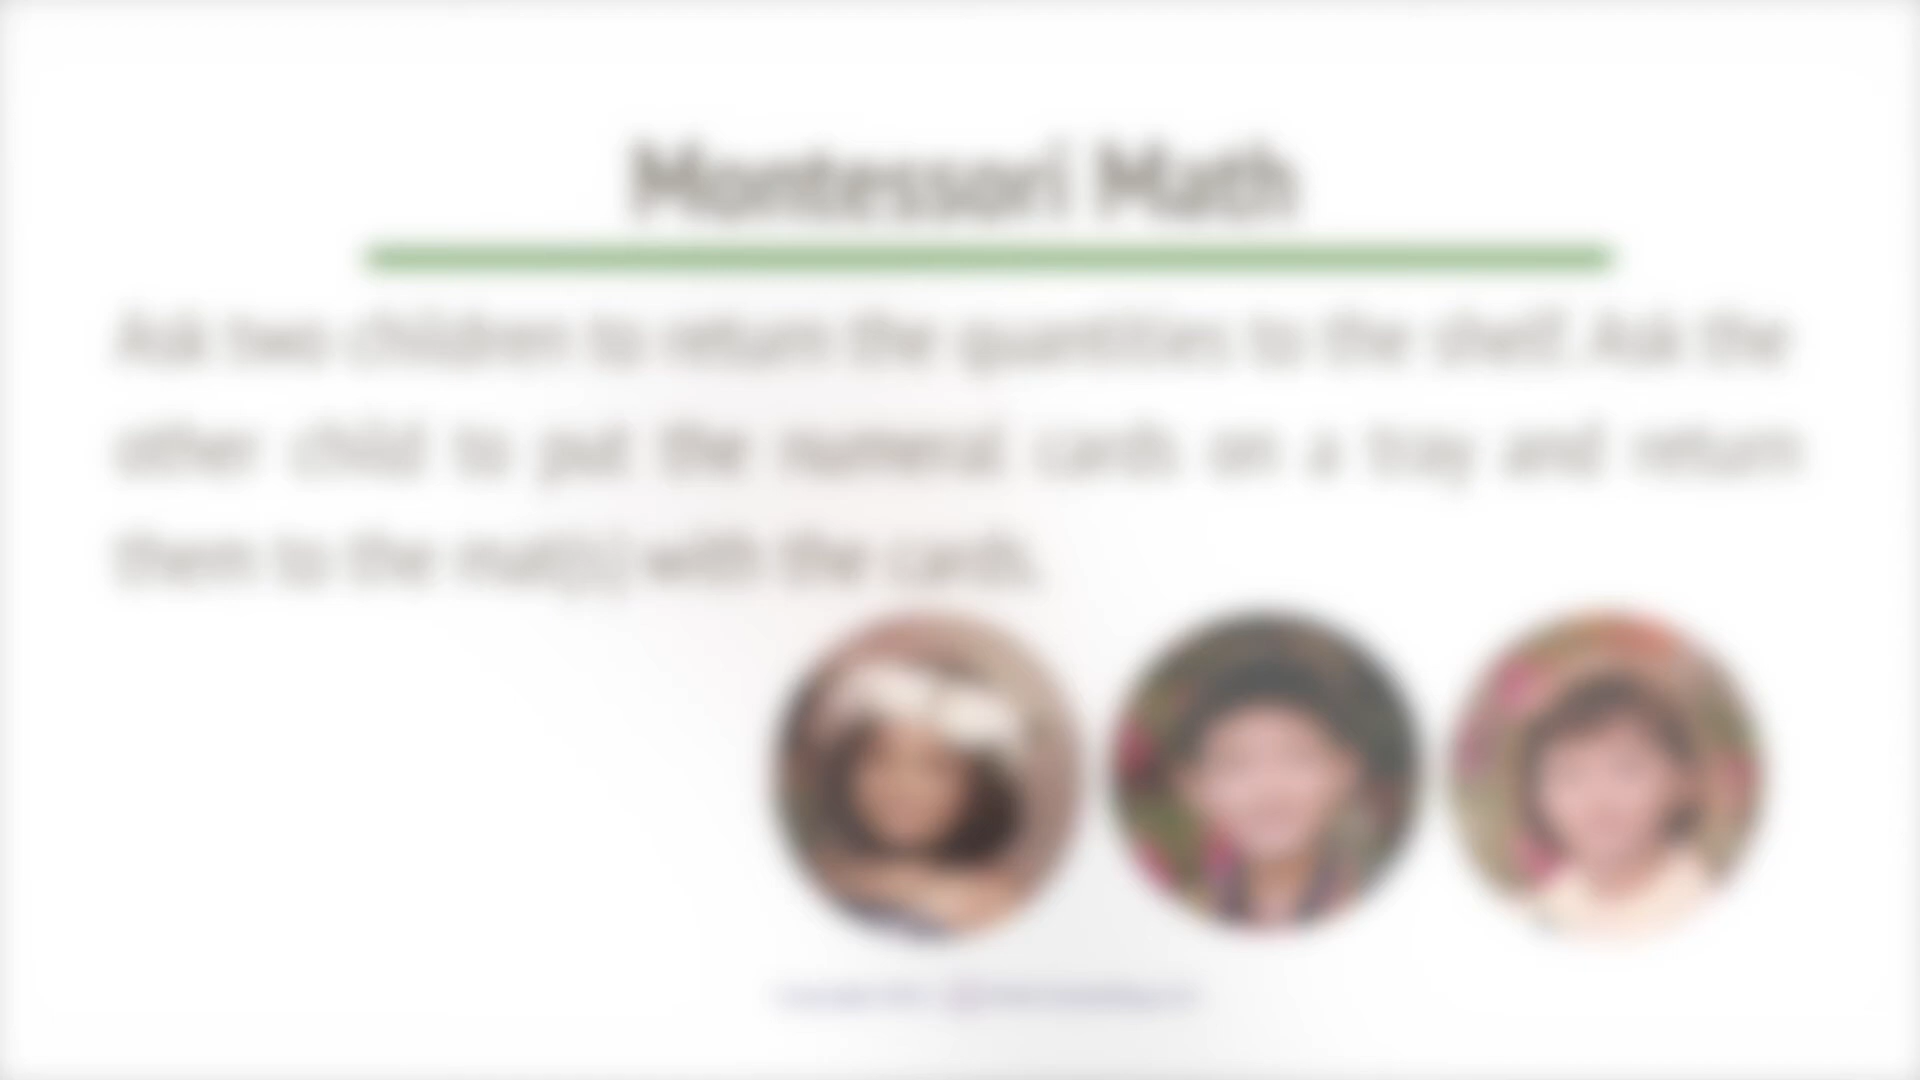 Montessori Math
Ask two children to return the quantities to the shelf. Ask the
other child to put the numeral cards on a tray and return
them to the mat(s) with the cards.